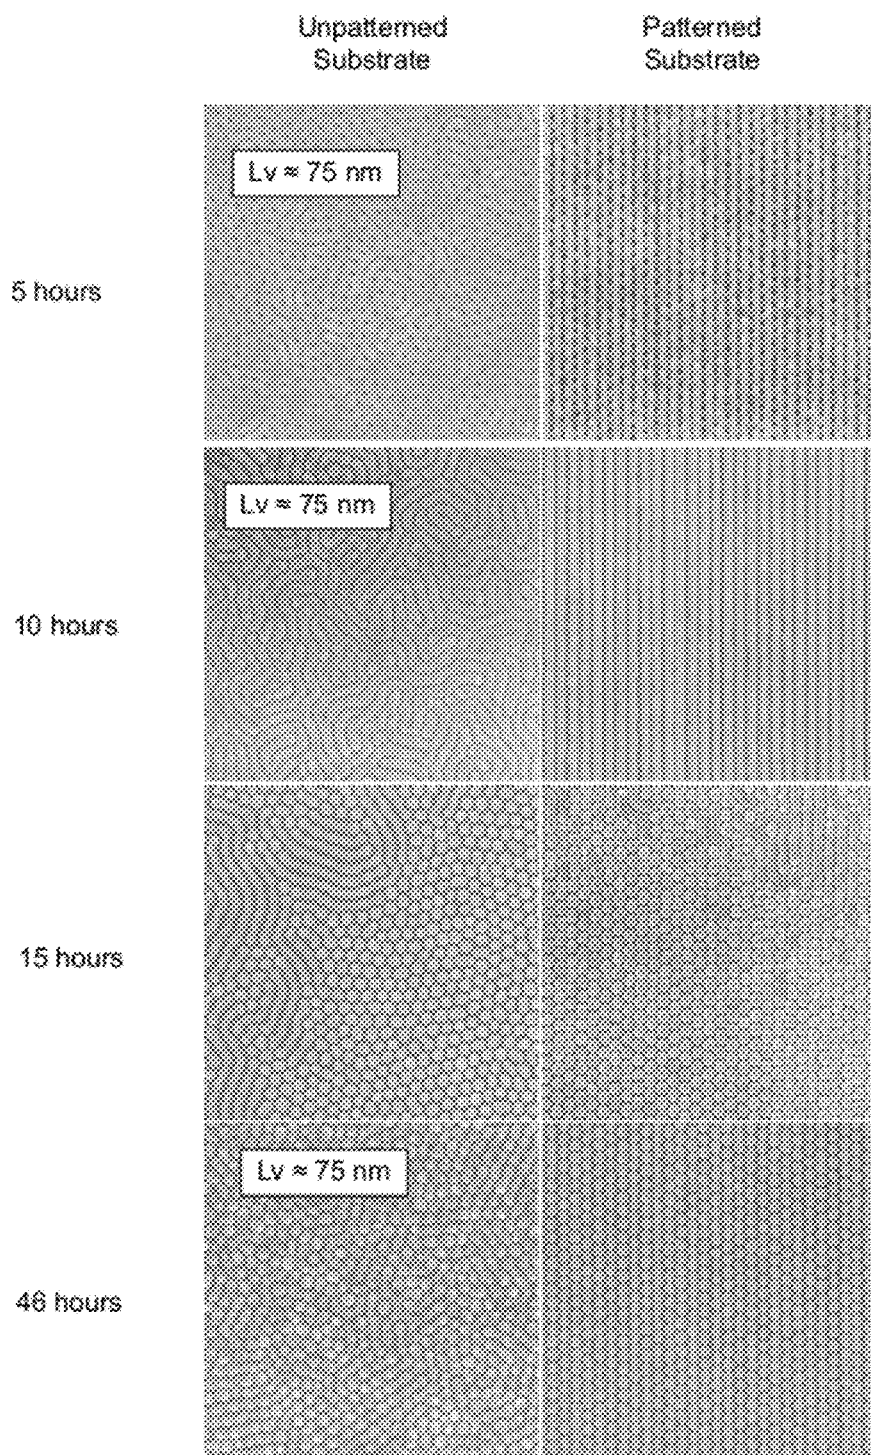 Unpatterned
Substrate
Patterned
Substrate
Lv ≈ 75 nm
5 hours
Lv ≈ 75 nm
10 hours
15 hours
Lv ≈ 75 nm
46 hours